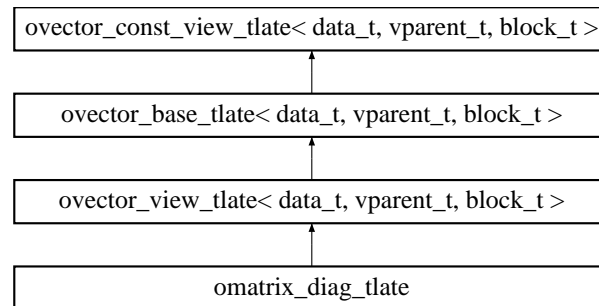 ovector_const_view_tlate< data_t, vparent_t, block_t >
ovector_base_tlate< data_t, vparent_t, block_t >
ovector_view_tlate< data_t, vparent_t, block_t >
omatrix_diag_tlate